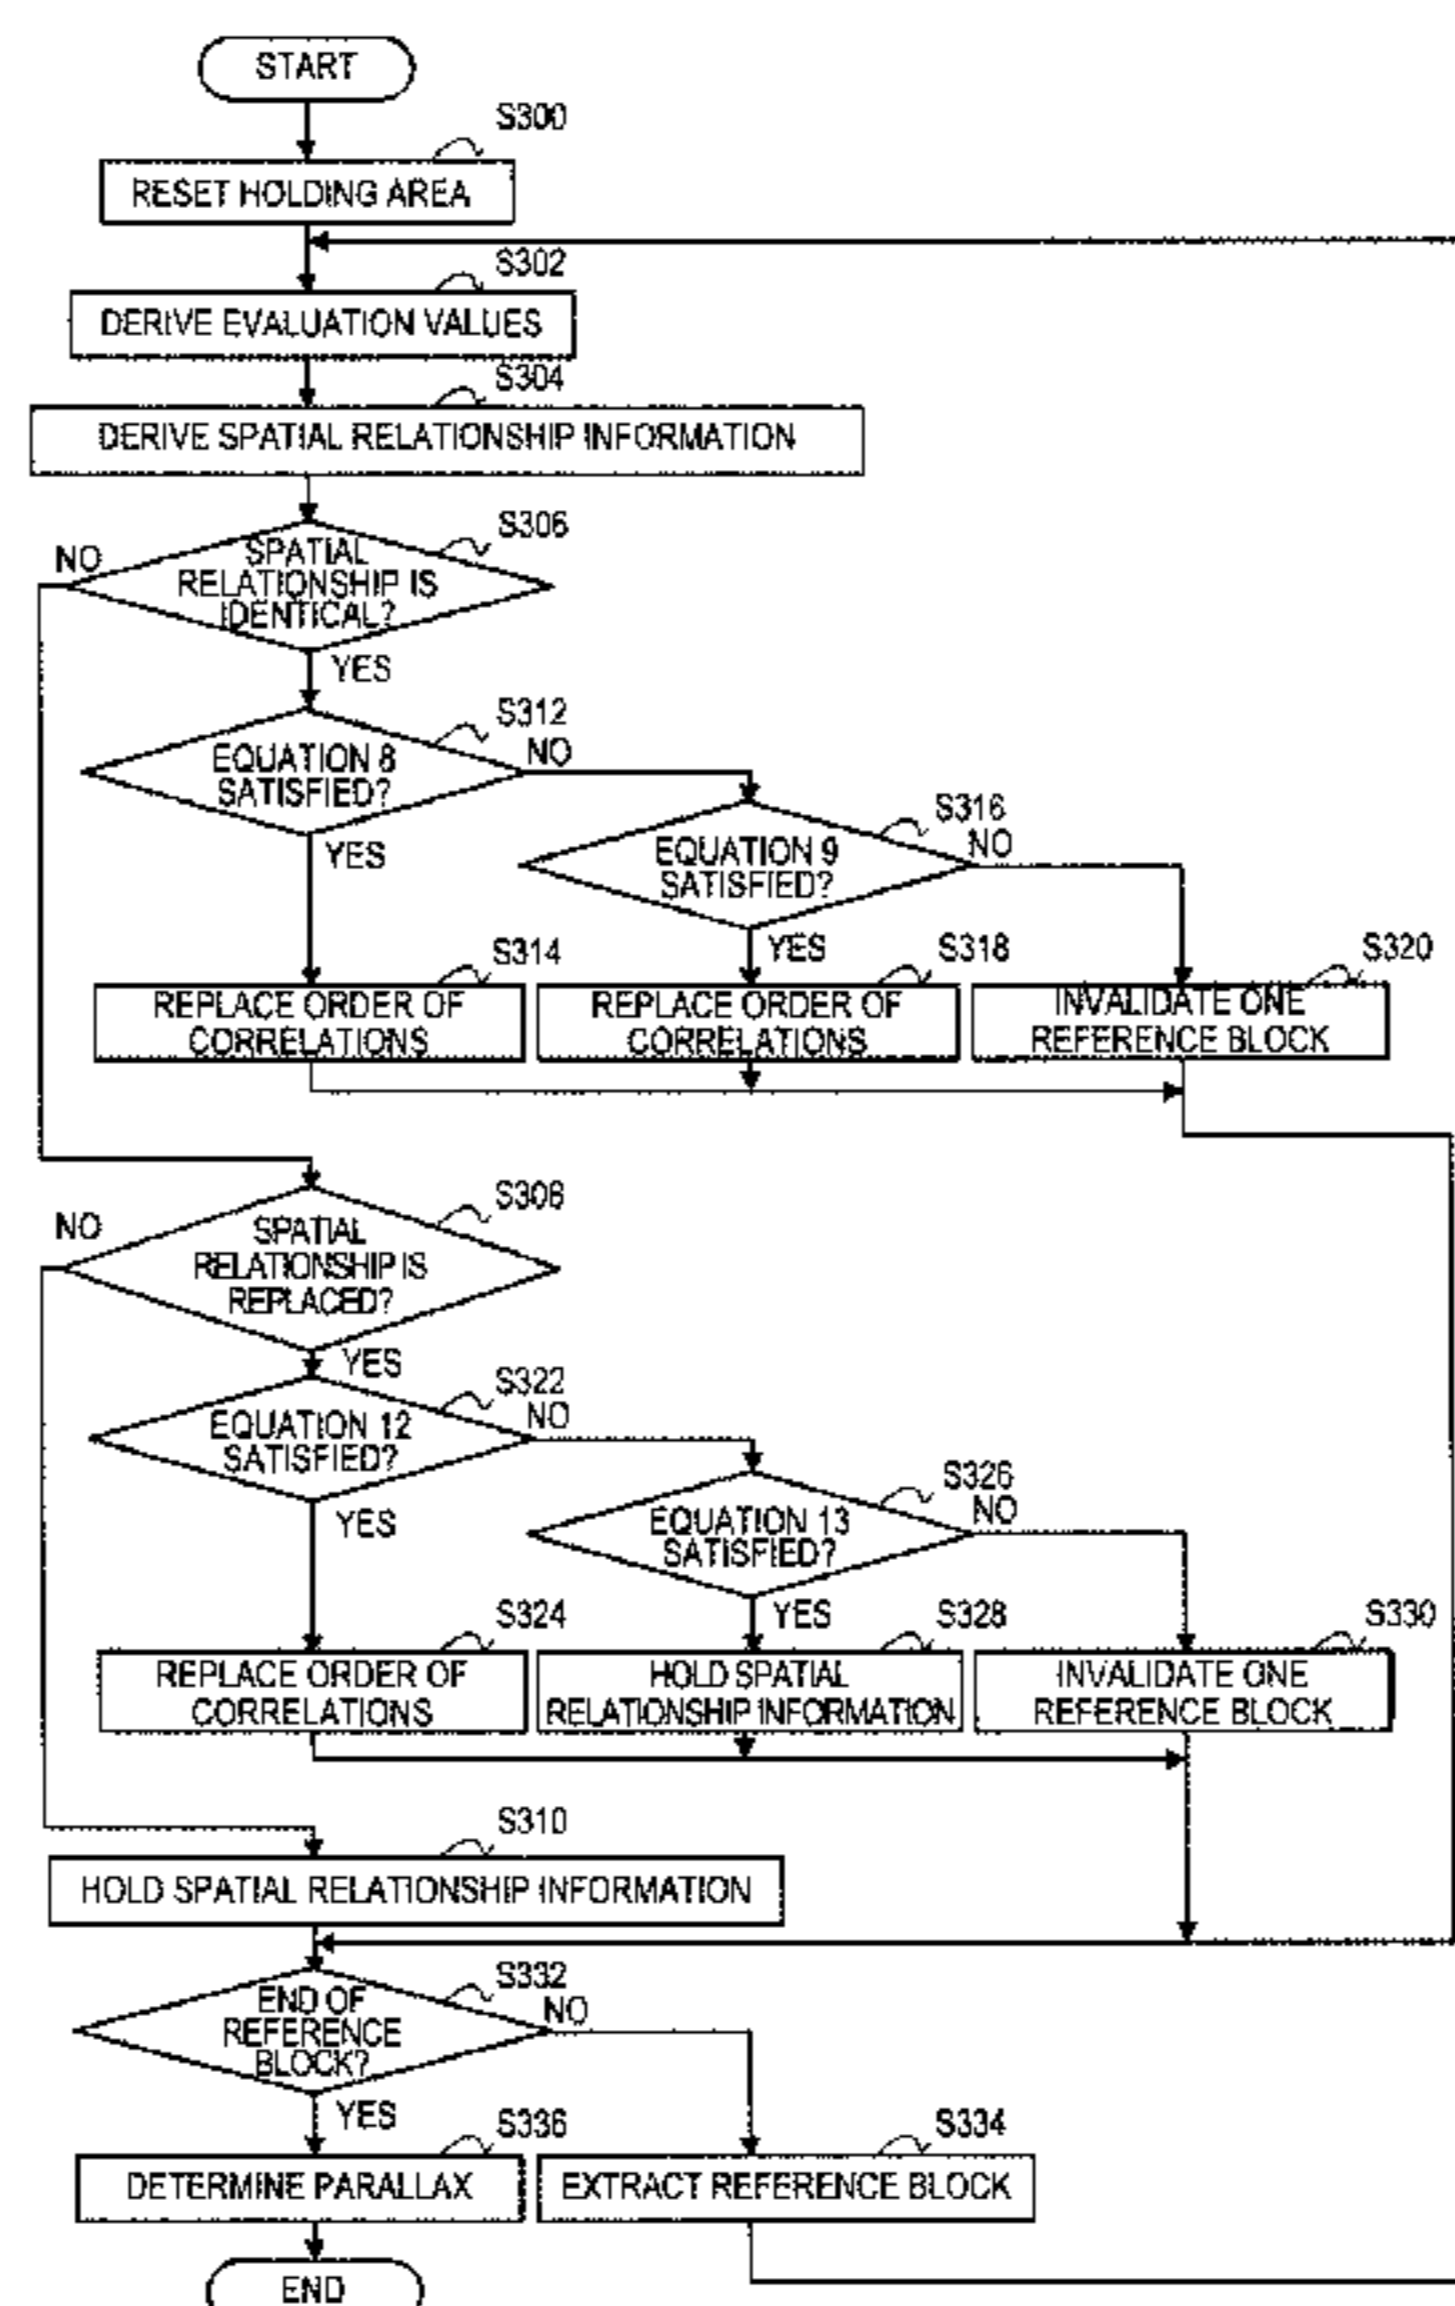 START
S300
RESET HOLDING AREA
S302
DERIVE EVALUATION VALUES
S304
DERIVE SPATIAL RELATIONSHIP INFORMATION
S306
NO
SPATIAL
RELATIONSHIP IS
IDENTICAL?
YES
S312
EQUATION 8
SATISFIED?
NO
YES
S316
EQUATION 9
SATISFIED?
NO
YES
S314
REPLACE ORDER OF
CORRELATIONS
S318
REPLACE ORDER OF
CORRELATIONS
S320
INVALIDATE ONE
REFERENCE BLOCK
S308
NO
SPATIAL
RELATIONSHIP IS
REPLACED?
YES
S322
EQUATION 12
SATISFIED?
NO
YES
S326
EQUATION 13
SATISFIED?
NO
YES
S324
REPLACE ORDER OF
CORRELATIONS
S328
HOLD SPATIAL
RELATIONSHIP INFORMATION
S330
INVALIDATE ONE
REFERENCE BLOCK
S310
HOLD SPATIAL RELATIONSHIP INFORMATION
S332
END OF
REFERENCE
BLOCK?
NO
YES
S336
DETERMINE PARALLAX
S334
EXTRACT REFERENCE BLOCK
END